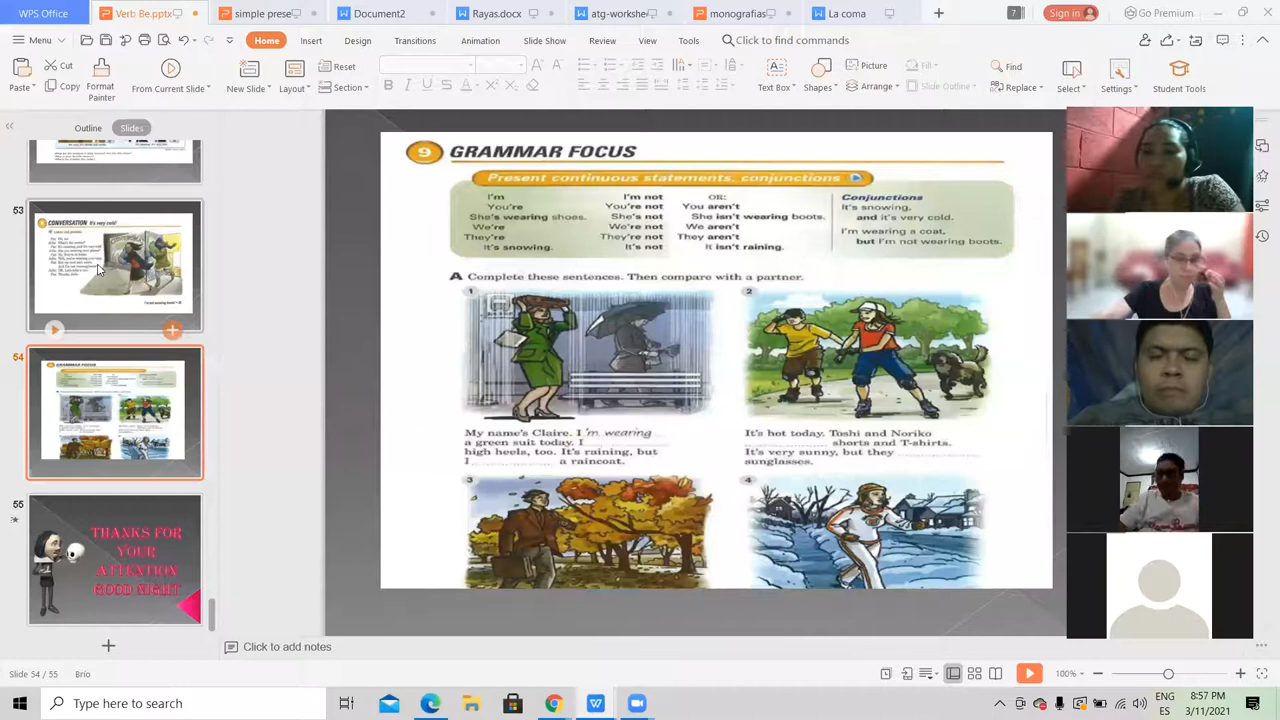 WPS Office
Verb Be.pptx
simple prese
Document2
Rayas.docx
atg-workshe
monografias
La coma
7
Sign in
Go Premium
Menu
Home
Insert
Transitions
Animation
Slide Show
Review
View
Tools
Click to find commands
Cut
Copy
Format
Painter
From Current Slide
New Slide
Layout
Reset
Text Box
Shapes
Picture
Arrange
Fill
Slide Outline
Find
Replace
Select
Settings
Student Tools
Outline
Slides
53
CONVERSATION It's very cold!
54
GRAMMAR FOCUS
55
THANKS FOR
YOUR
ATTENTION
GOOD NIGHT
9 GRAMMAR FOCUS
Present continuous statements, conjunctions
I'm I'm not OR: Conjunctions
You're You're not You aren't It's snowing,
She's wearing shoes. She's not She isn't wearing boots. and it's very cold.
We're We're not We aren't I'm wearing a coat,
They're They're not They aren't but I'm not wearing boots.
It's snowing. It's not It isn't raining.
A Complete these sentences. Then compare with a partner.
1
2
My name's Claire. I 'm wearing
a green suit today. I
high heels, too. It's raining, but
I a raincoat.
It's hot today. Toshi and Noriko
shorts and T-shirts.
It's very sunny, but they
sunglasses.
3
4
Click to add notes
Slide 54 / 55
Brío
100%
Type here to search
ENG
ES
8:57 PM
3/11/2021